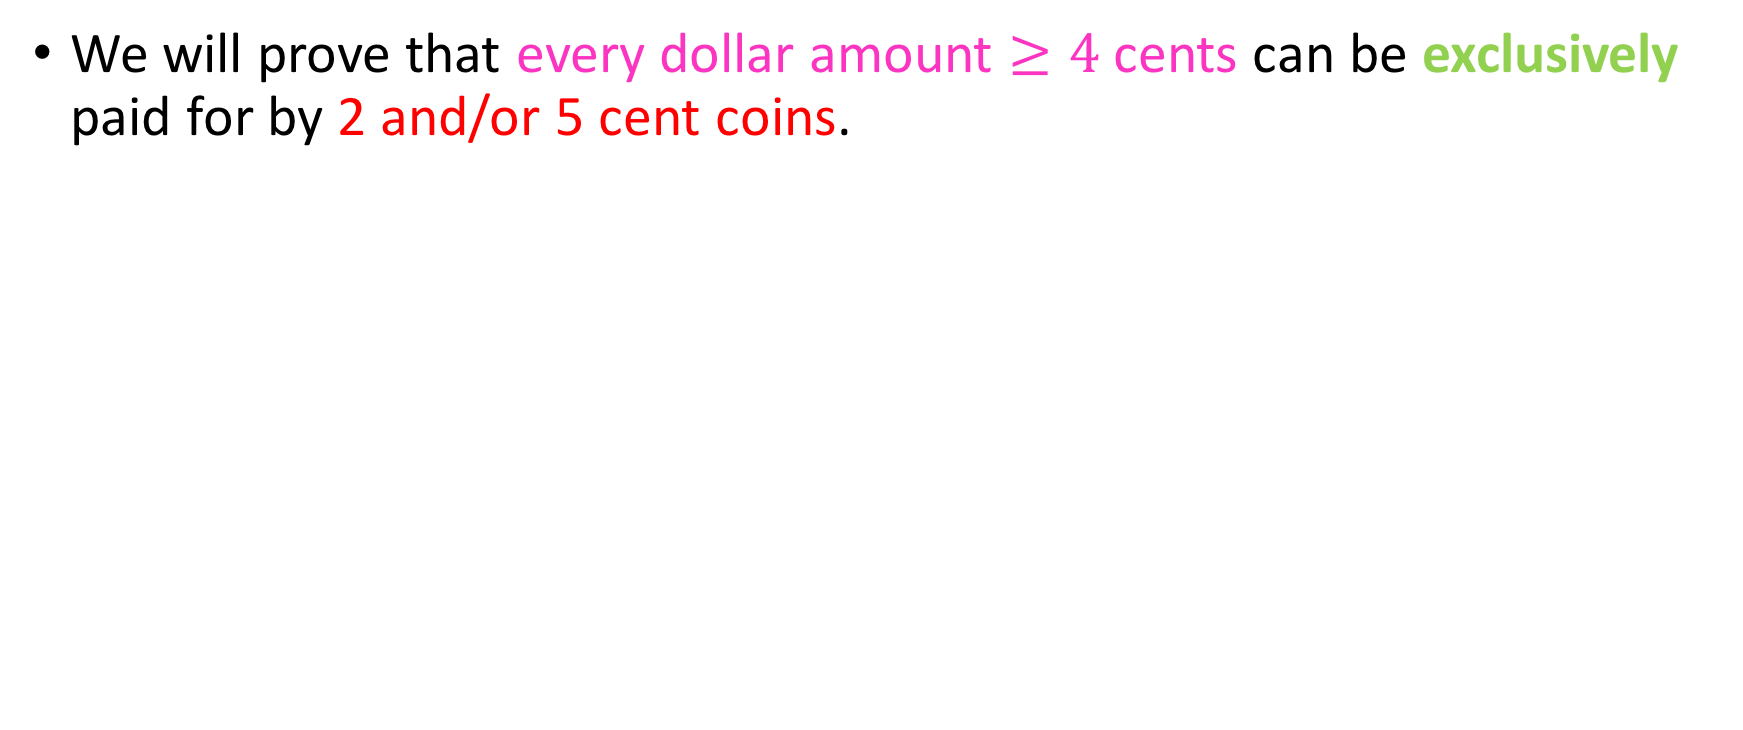 • We will prove that every dollar amount ≥ 4 cents can be exclusively
paid for by 2 and/or 5 cent coins.